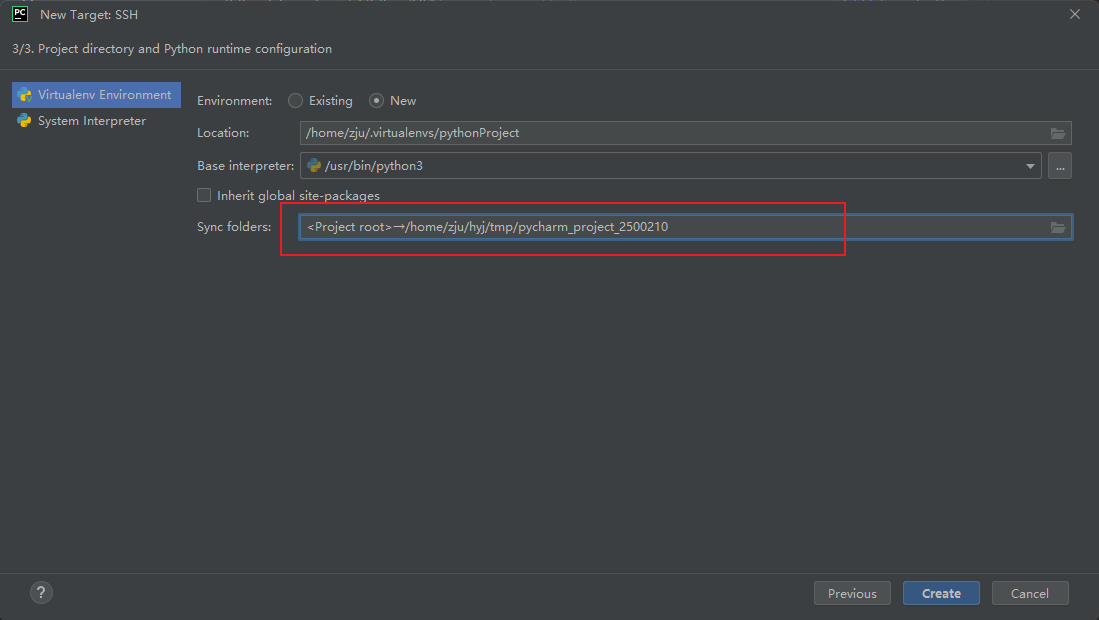 PC New Target: SSH
3/3. Project directory and Python runtime configuration
Virtualenv Environment
System Interpreter
Environment: Existing New
Location: /home/zju/.virtualenvs/pythonProject
Base interpreter: /usr/bin/python3 ...
Inherit global site-packages
Sync folders: <Project root>→/home/zju/hyj/tmp/pycharm_project_2500210
? Previous Create Cancel